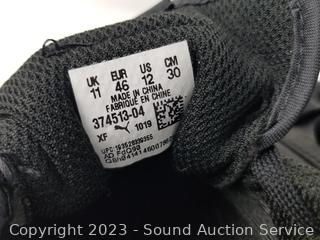 UK EUR US CM
11 46 12 30
MADE IN CHINA
FABRIQUÉ EN CHINE
374513-04
XF 1019
Copyright © 2023 - Sound Auction Service